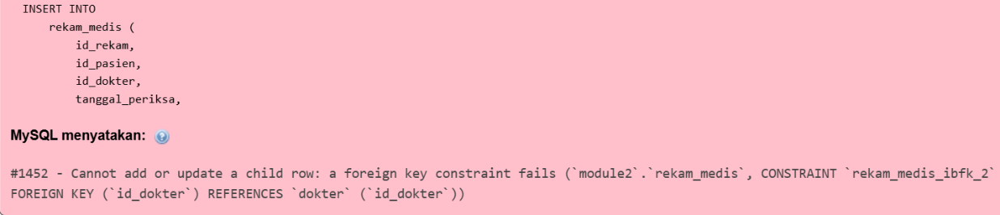 INSERT INTO
rekam_medis (
id_rekam,
id_pasien,
id_dokter,
tanggal_periksa,
MySQL menyatakan:
#1452 - Cannot add or update a child row: a foreign key constraint fails (`module2`.`rekam_medis`, CONSTRAINT `rekam_medis_ibfk_2`
FOREIGN KEY (`id_dokter`) REFERENCES `dokter` (`id_dokter`))